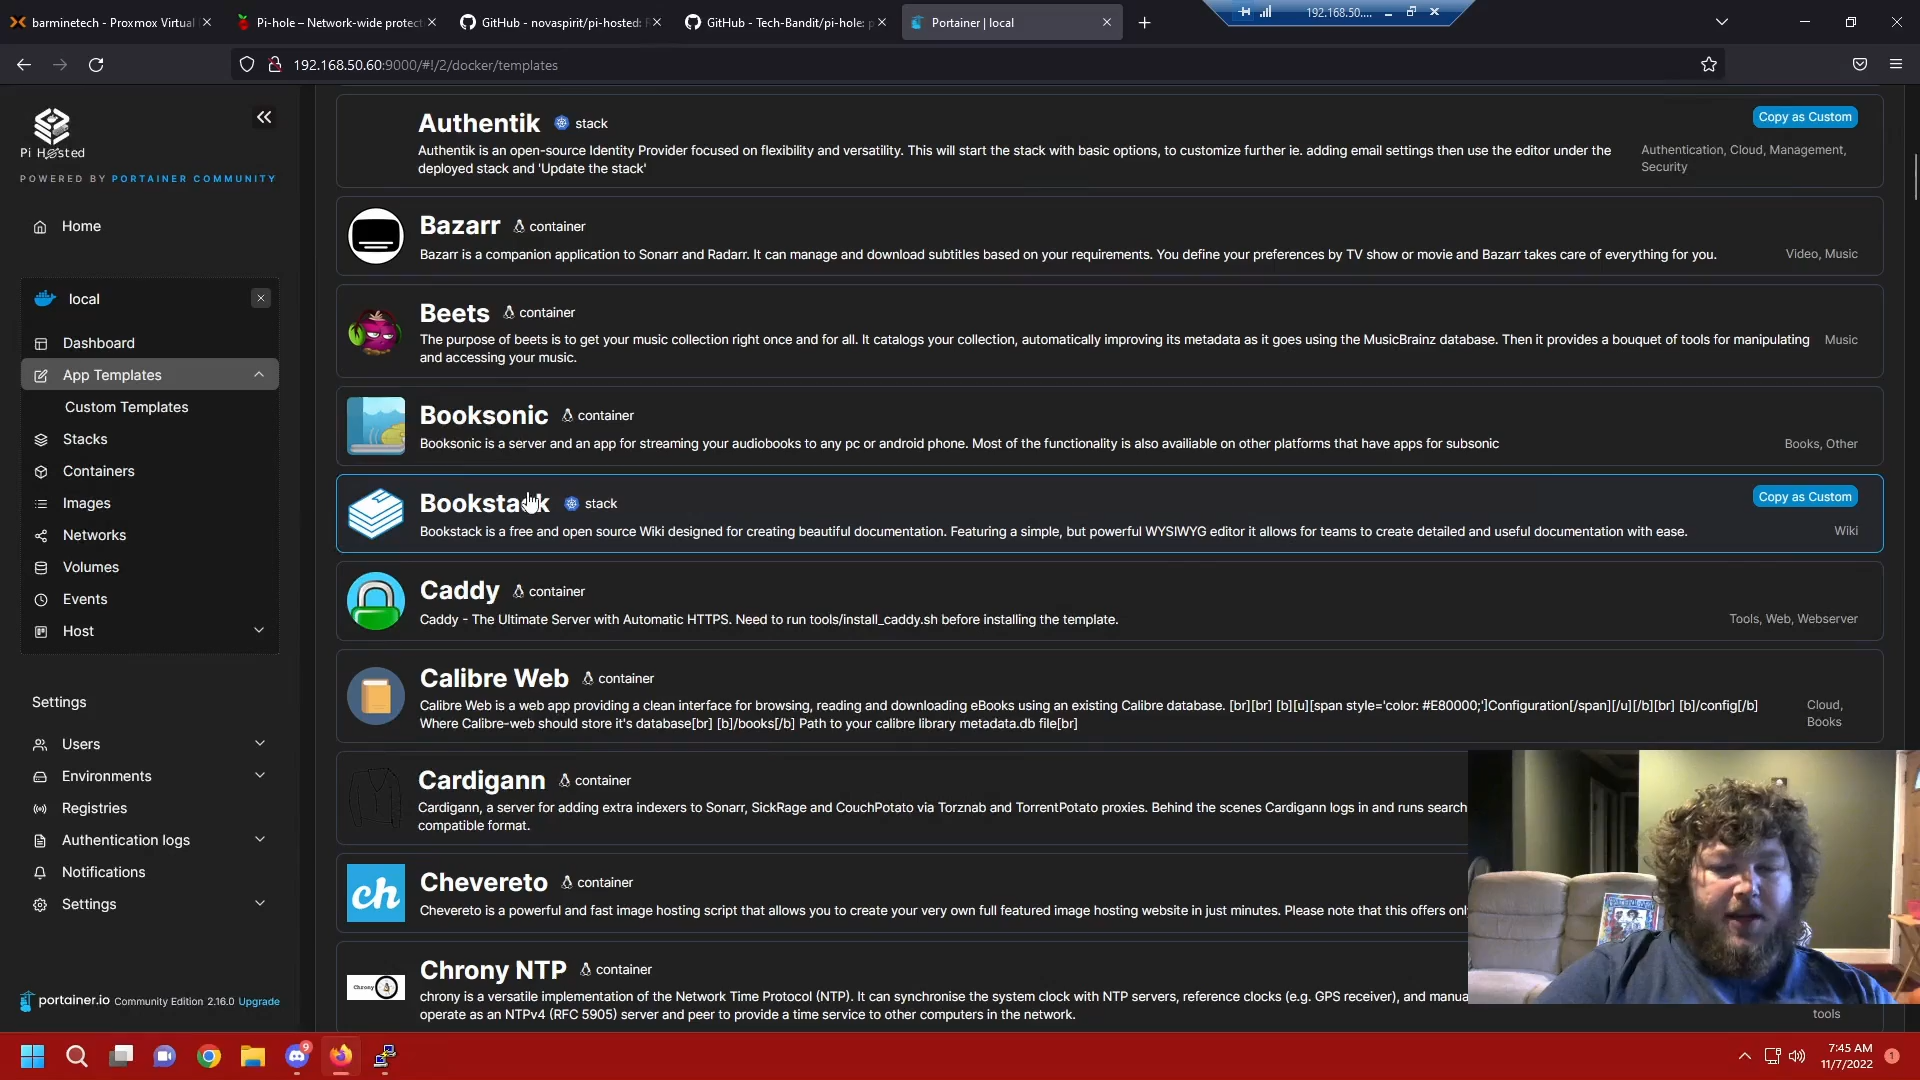 barminetech - Proxmox Virtual
Pi-hole – Network-wide protect
GitHub - novaspirit/pi-hosted:
GitHub - Tech-Bandit/pi-hole:
Portainer | local
192.168.50....
192.168.50.60:9000/#!/2/docker/templates
Pi Hosted
POWERED BY PORTAINER COMMUNITY
Home
local
Dashboard
App Templates
Custom Templates
Stacks
Containers
Images
Networks
Volumes
Events
Host
Settings
Users
Environments
Registries
Authentication logs
Notifications
Settings
portainer.io Community Edition 2.16.0 Upgrade
Authentik stack
Copy as Custom
Authentik is an open-source Identity Provider focused on flexibility and versatility. This will start the stack with basic options, to customize further ie. adding email settings then use the editor under the
deployed stack and 'Update the stack'
Authentication, Cloud, Management,
Security
Bazarr container
Bazarr is a companion application to Sonarr and Radarr. It can manage and download subtitles based on your requirements. You define your preferences by TV show or movie and Bazarr takes care of everything for you.
Video, Music
Beets container
The purpose of beets is to get your music collection right once and for all. It catalogs your collection, automatically improving its metadata as it goes using the MusicBrainz database. Then it provides a bouquet of tools for manipulating
and accessing your music.
Music
Booksonic container
Booksonic is a server and an app for streaming your audiobooks to any pc or android phone. Most of the functionality is also availiable on other platforms that have apps for subsonic
Books, Other
Bookstack stack
Copy as Custom
Bookstack is a free and open source Wiki designed for creating beautiful documentation. Featuring a simple, but powerful WYSIWYG editor it allows for teams to create detailed and useful documentation with ease.
Wiki
Caddy container
Caddy - The Ultimate Server with Automatic HTTPS. Need to run tools/install_caddy.sh before installing the template.
Tools, Web, Webserver
Calibre Web container
Calibre Web is a web app providing a clean interface for browsing, reading and downloading eBooks using an existing Calibre database. [br][br] [b][u][span style='color: #E80000;']Configuration[/span][/u][/b][br] [b]/config[/b]
Where Calibre-web should store it's database[br] [b]/books[/b] Path to your calibre library metadata.db file[br]
Cloud,
Books
Cardigann container
Cardigann, a server for adding extra indexers to Sonarr, SickRage and CouchPotato via Torznab and TorrentPotato proxies. Behind the scenes Cardigann logs in and runs search
compatible format.
ch
Chevereto container
Chevereto is a powerful and fast image hosting script that allows you to create your very own full featured image hosting website in just minutes. Please note that this offers onl
Chrony
Chrony NTP container
chrony is a versatile implementation of the Network Time Protocol (NTP). It can synchronise the system clock with NTP servers, reference clocks (e.g. GPS receiver), and manua
operate as an NTPv4 (RFC 5905) server and peer to provide a time service to other computers in the network.
tools
9
7:45 AM
11/7/2022
1